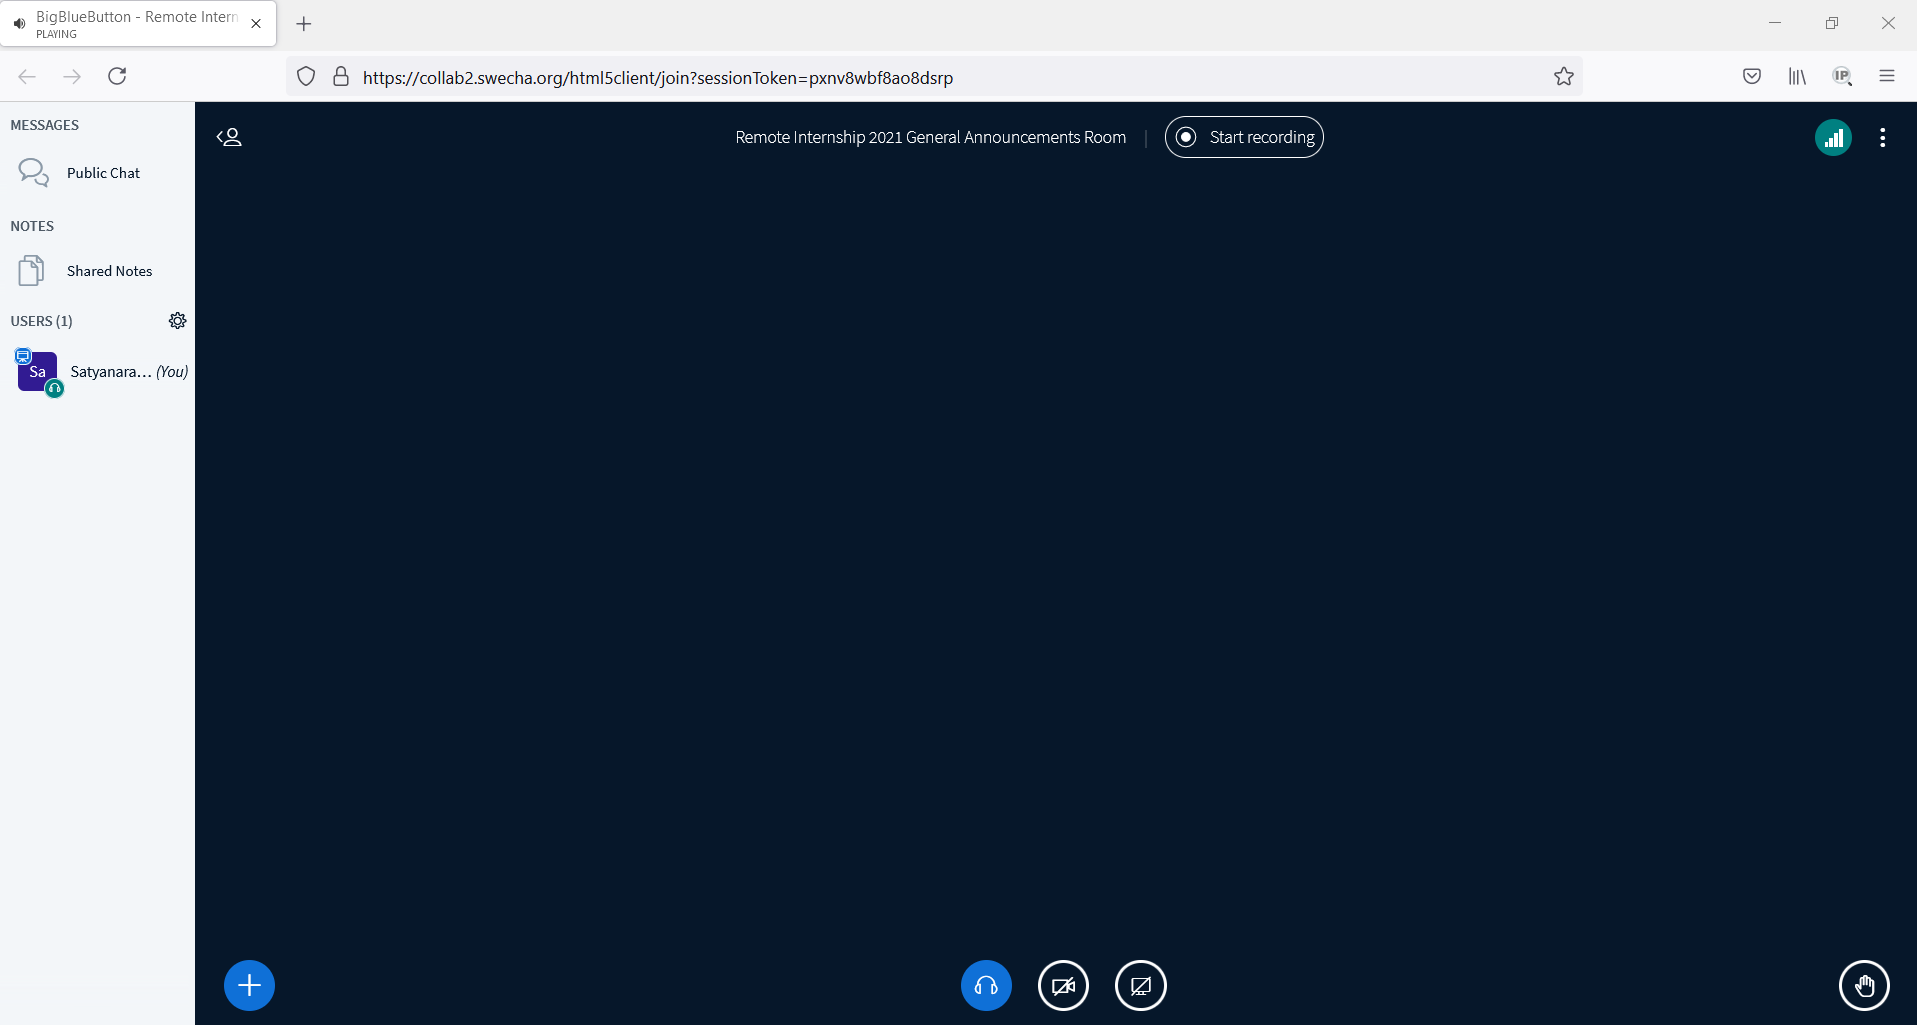 BigBlueButton - Remote Intern
PLAYING
https://collab2.swecha.org/html5client/join?sessionToken=pxnv8wbf8ao8dsrp
IP
MESSAGES
Public Chat
NOTES
Shared Notes
USERS (1)
Sa
Satyanara... (You)
Remote Internship 2021 General Announcements Room
Start recording